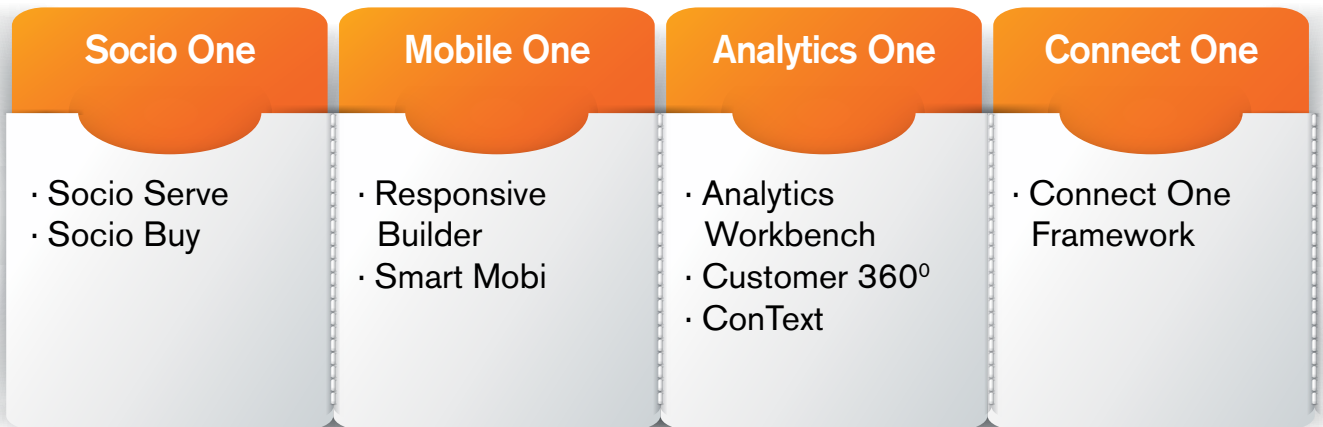 Socio One
· Socio Serve
· Socio Buy
Mobile One
· Responsive
Builder
· Smart Mobi
Analytics One
· Analytics
Workbench
· Customer 360⁰
· ConText
Connect One
· Connect One
Framework